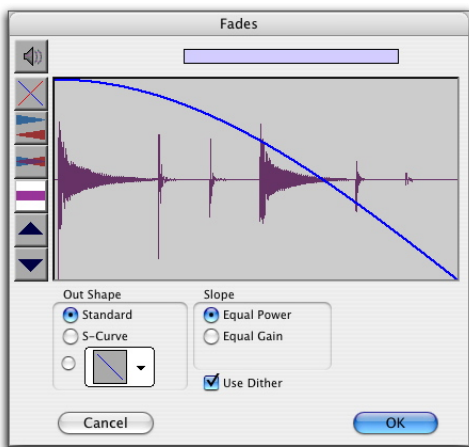 Fades
Out Shape
Standard
S-Curve
Slope
Equal Power
Equal Gain
Use Dither
Cancel
OK